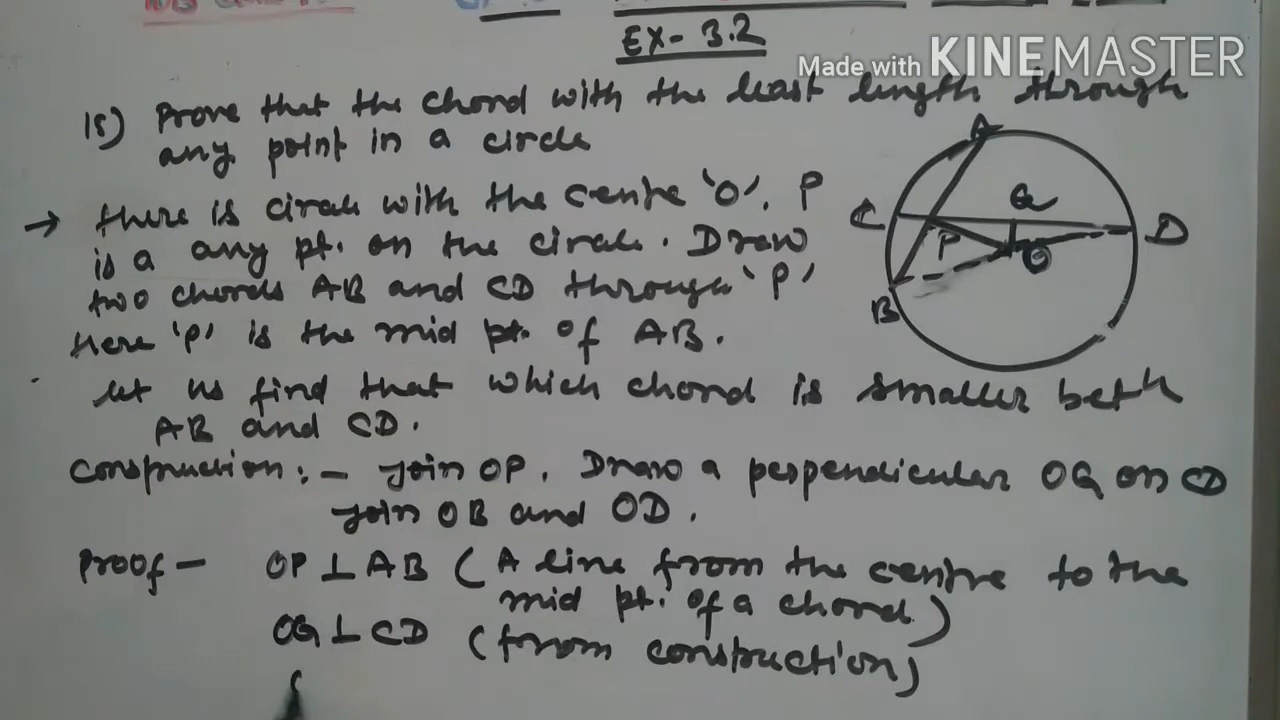 EX- 3.2
Made with KINEMASTER
15) Prove that the chord with the least length through
any point in a circle
→ there is circle with the centre 'O'. P
is a any pt. on the circle. Draw
two chords AB and CD through 'P'
Here 'P' is the mid pt. of AB.
let us find that which chord is smaller betn
AB and CD.
Construction :- Join OP. Draw a perpendicular OQ on CD
Join OB and OD.
Proof - OP ⊥ AB (A line from the centre to the
mid pt. of a chord)
OQ ⊥ CD (from construction)
A
C
Q
D
P
O
B